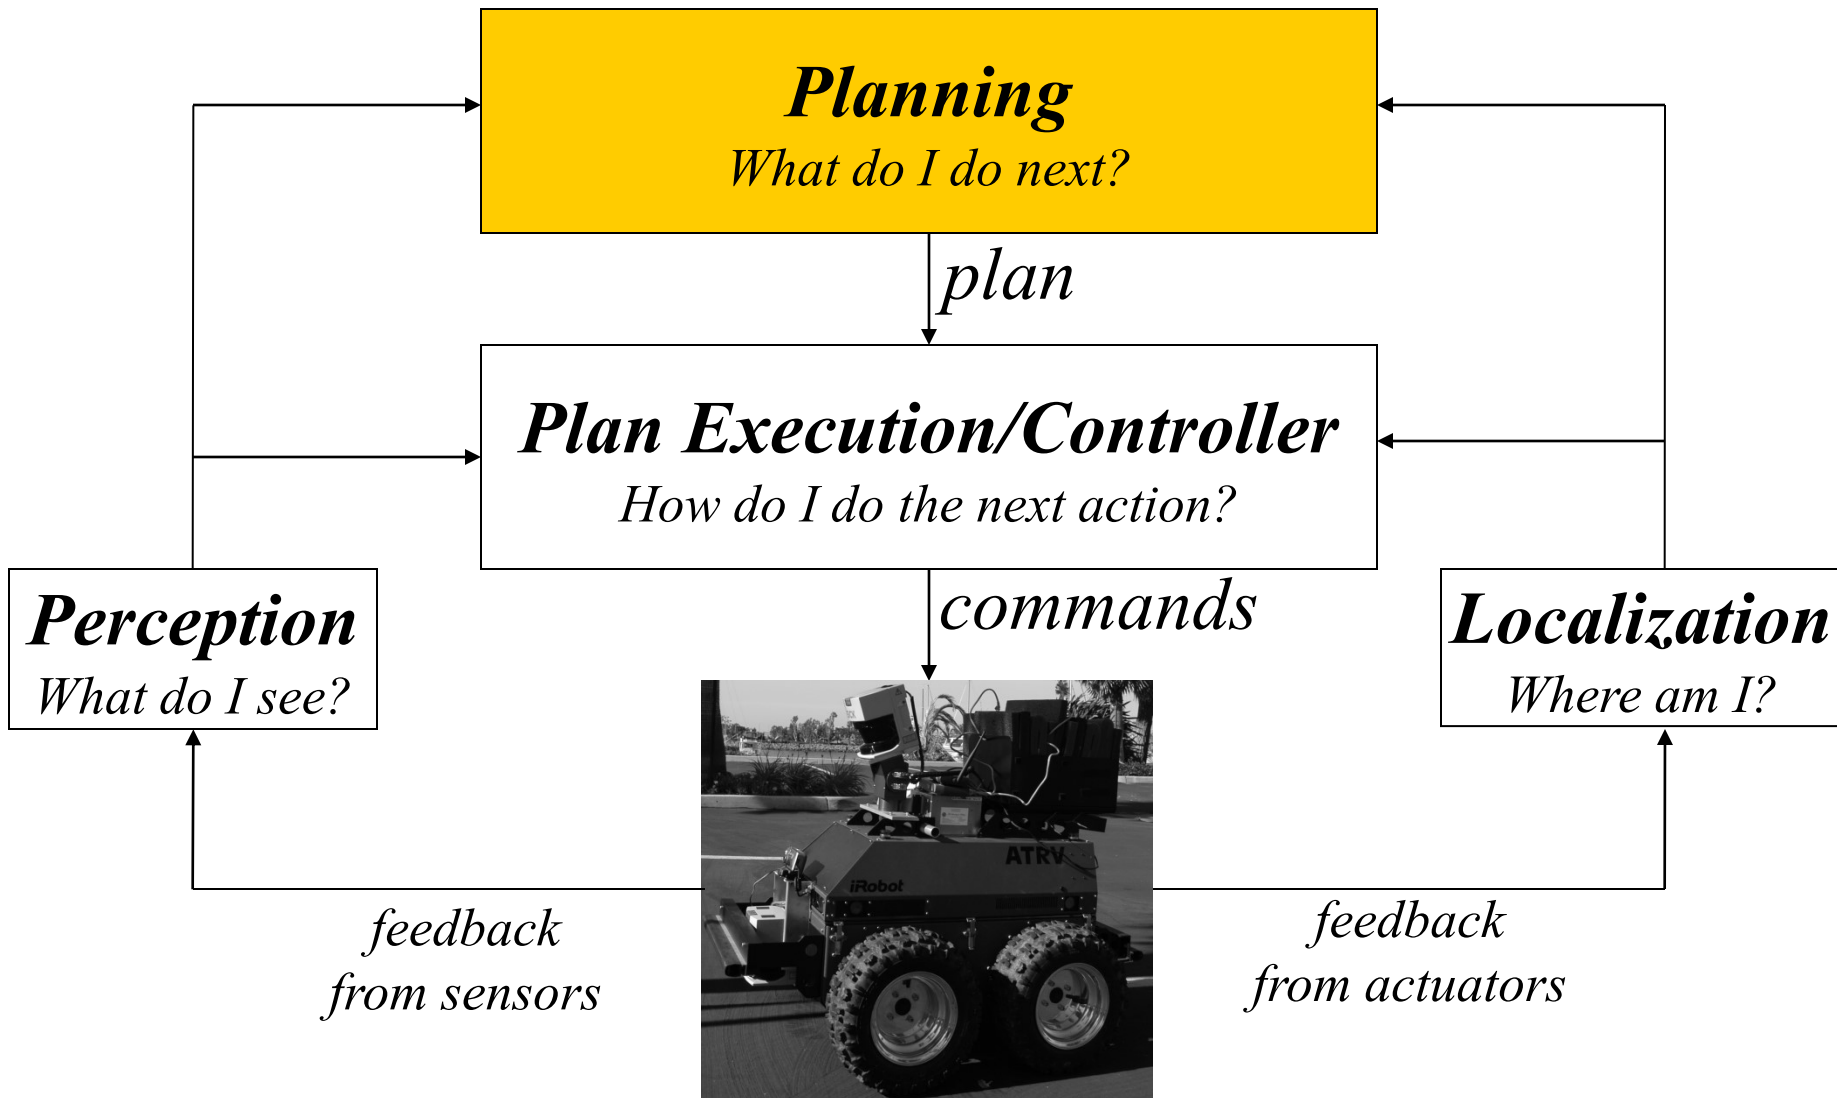 Planning
What do I do next?
plan
Plan Execution/Controller
How do I do the next action?
Perception
What do I see?
commands
Localization
Where am I?
ATRV
iRobot
feedback
from sensors
feedback
from actuators